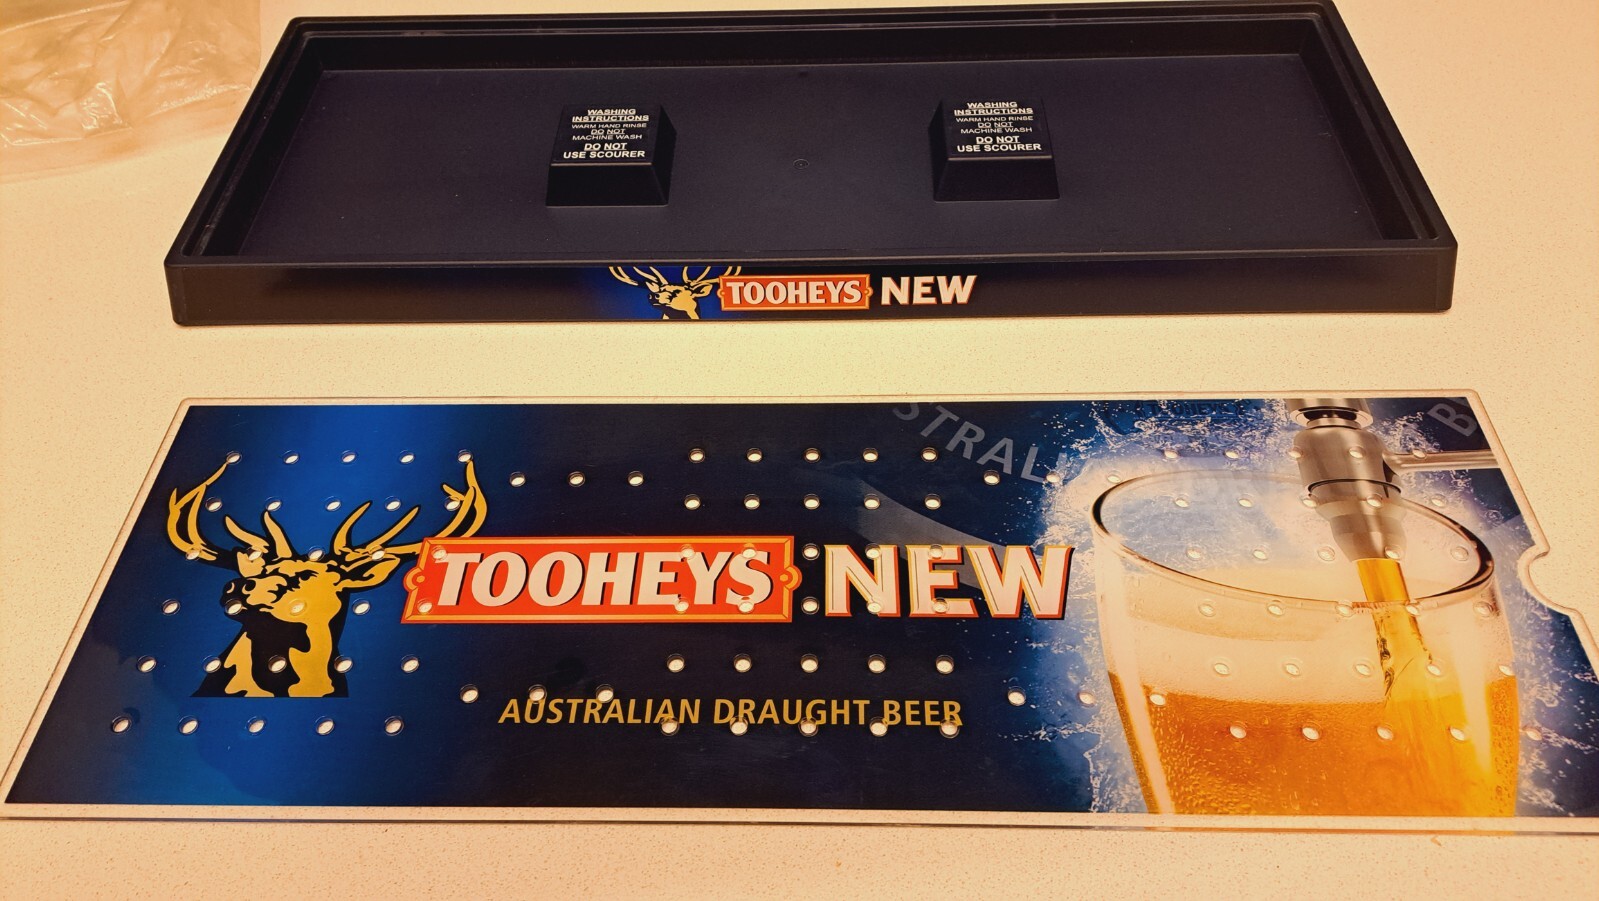 WASHING
INSTRUCTIONS
WARM HAND RINSE
DO NOT
MACHINE WASH
DO NOT
USE SCOURER
WASHING
INSTRUCTIONS
WARM HAND RINSE
DO NOT
MACHINE WASH
DO NOT
USE SCOURER
TOOHEYS NEW
TOOHEYS NEW
AUSTRALIAN DRAUGHT BEER